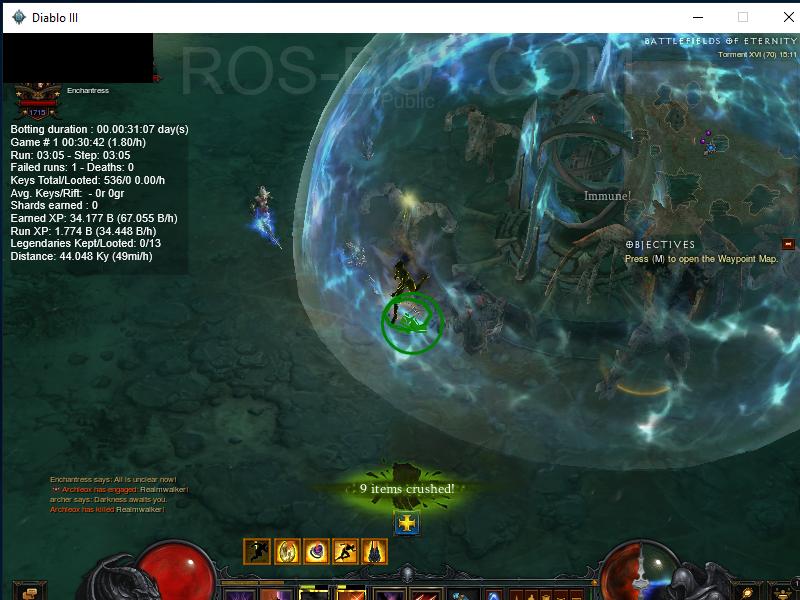 Diablo III
BATTLEFIELDS OF ETERNITY
Torment XVI (70) 15:11
ROS-BOT.COM
Public
Enchantress
1715
Botting duration : 00.00:31:07 day(s)
Game # 1 00:30:42 (1.80/h)
Run: 03:05 - Step: 03:05
Failed runs: 1 - Deaths: 0
Keys Total/Looted: 536/0 0.00/h
Avg. Keys/Rift: - 0r 0gr
Shards earned : 0
Earned XP: 34.177 B (67.055 B/h)
Run XP: 1.774 B (34.448 B/h)
Legendaries Kept/Looted: 0/13
Distance: 44.048 Ky (49mi/h)
Immune!
OBJECTIVES
Press (M) to open the Waypoint Map.
Enchantress says: All is unclear now!
Archleox has engaged Realmwalker!
archer says: Darkness awaits you.
Archleox has killed Realmwalker!
9 items crushed!